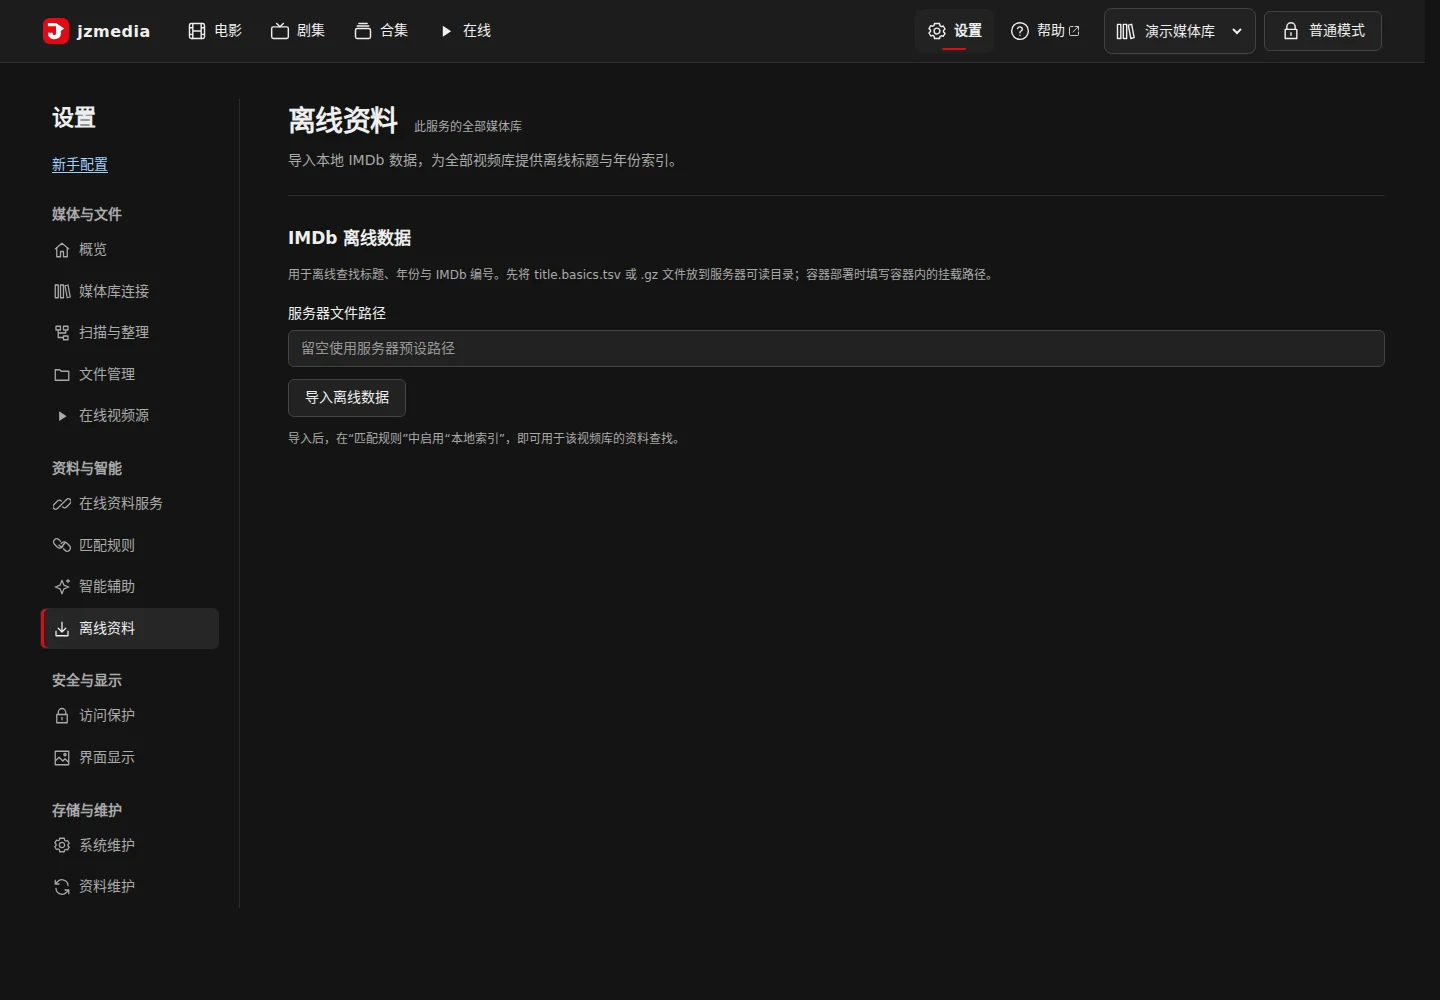 jzmedia
电影
剧集
合集
在线
设置
帮助
演示媒体库
普通模式
设置
新手配置
媒体与文件
概览
媒体库连接
扫描与整理
文件管理
在线视频源
资料与智能
在线资料服务
匹配规则
智能辅助
离线资料
安全与显示
访问保护
界面显示
存储与维护
系统维护
资料维护
离线资料 此服务的全部媒体库
导入本地 IMDb 数据，为全部视频库提供离线标题与年份索引。
IMDb 离线数据
用于离线查找标题、年份与 IMDb 编号。先将 title.basics.tsv 或 .gz 文件放到服务器可读目录；容器部署时填写容器内的挂载路径。
服务器文件路径
留空使用服务器预设路径
导入离线数据
导入后，在“匹配规则”中启用“本地索引”，即可用于该视频库的资料查找。